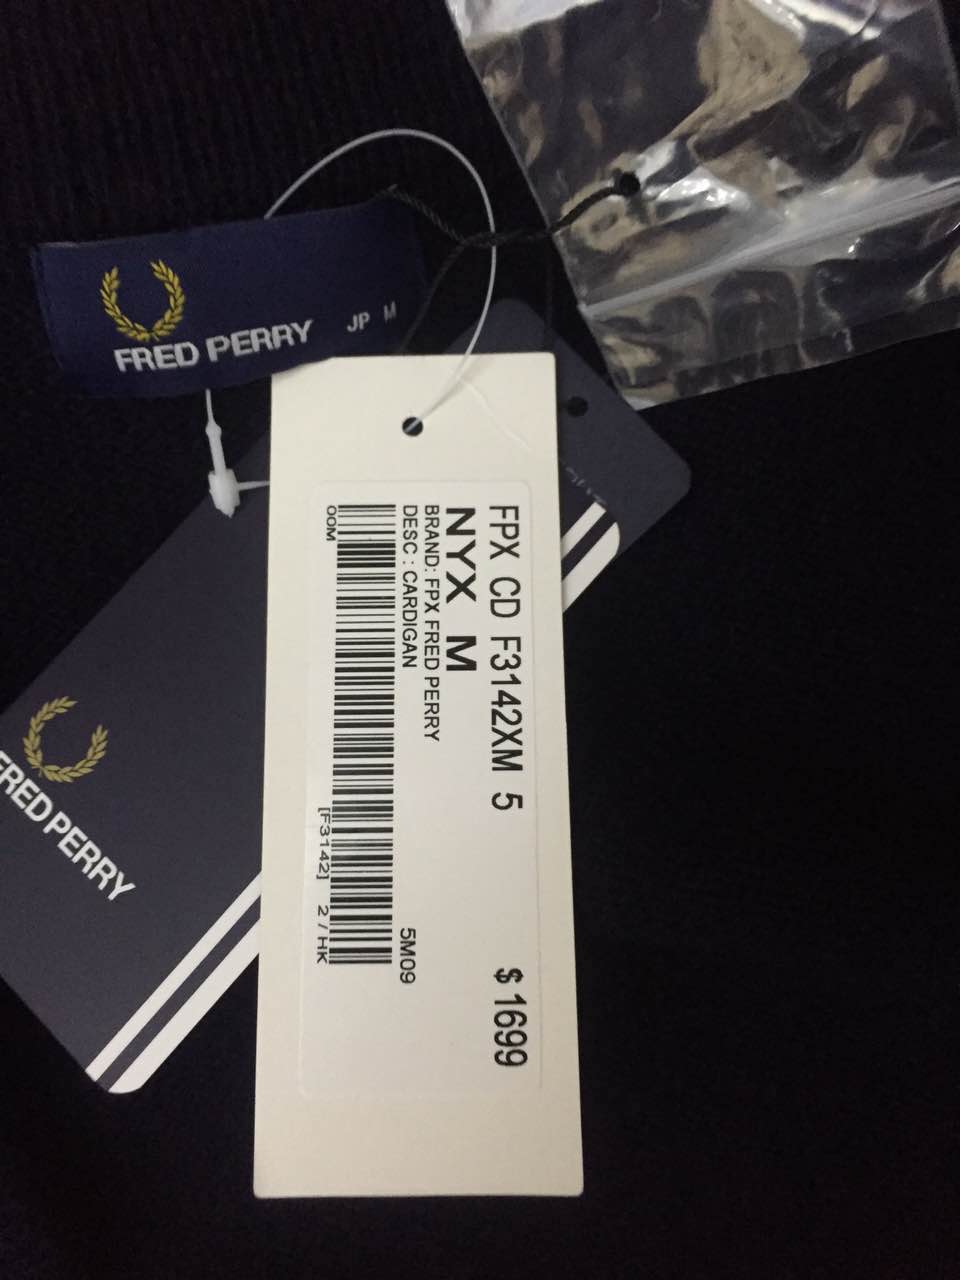 FRED PERRY
JP M
FPX CD F3142XM 5
$ 1699
NYX M
BRAND: FPX FRED PERRY
DESC : CARDIGAN
5M09
OOM
[F3142]
2 / HK
FRED PERRY